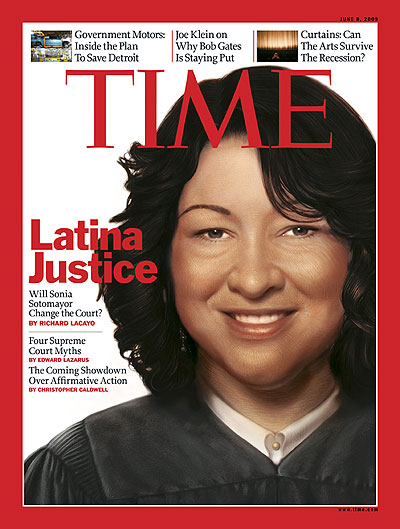 JUNE 8, 2009
Government Motors:
Inside the Plan
To Save Detroit
Joe Klein on
Why Bob Gates
Is Staying Put
Curtains: Can
The Arts Survive
The Recession?
TIME
Latina
Justice
Will Sonia
Sotomayor
Change the Court?
BY RICHARD LACAYO
Four Supreme
Court Myths
BY EDWARD LAZARUS
The Coming Showdown
Over Affirmative Action
BY CHRISTOPHER CALDWELL
www.time.com